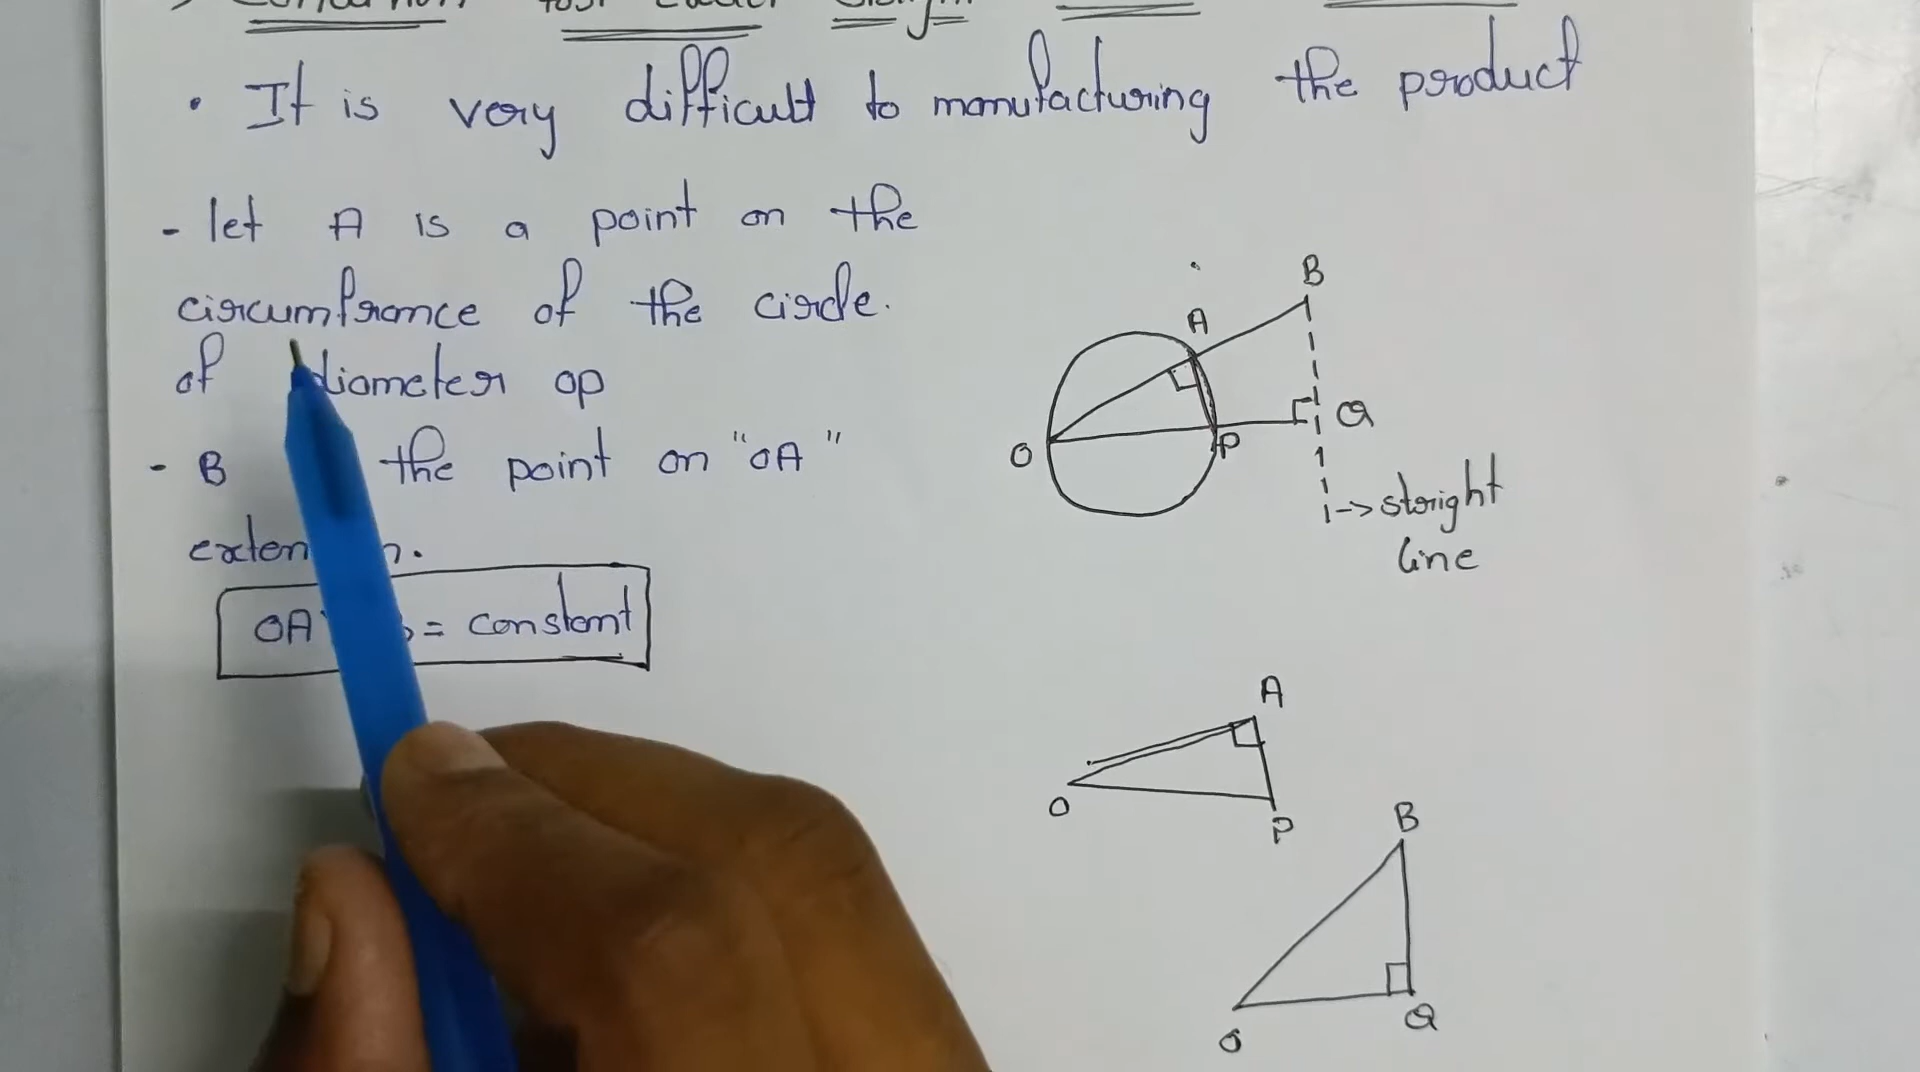 • It is very difficult to manufacturing the product
- let A is a point on the
circumfrance of the circle.
of diameter op
- B the point on "OA"
exten n.
OA = constant
B
A
O
P
Q
--> straight
line
A
O
P
B
O
Q